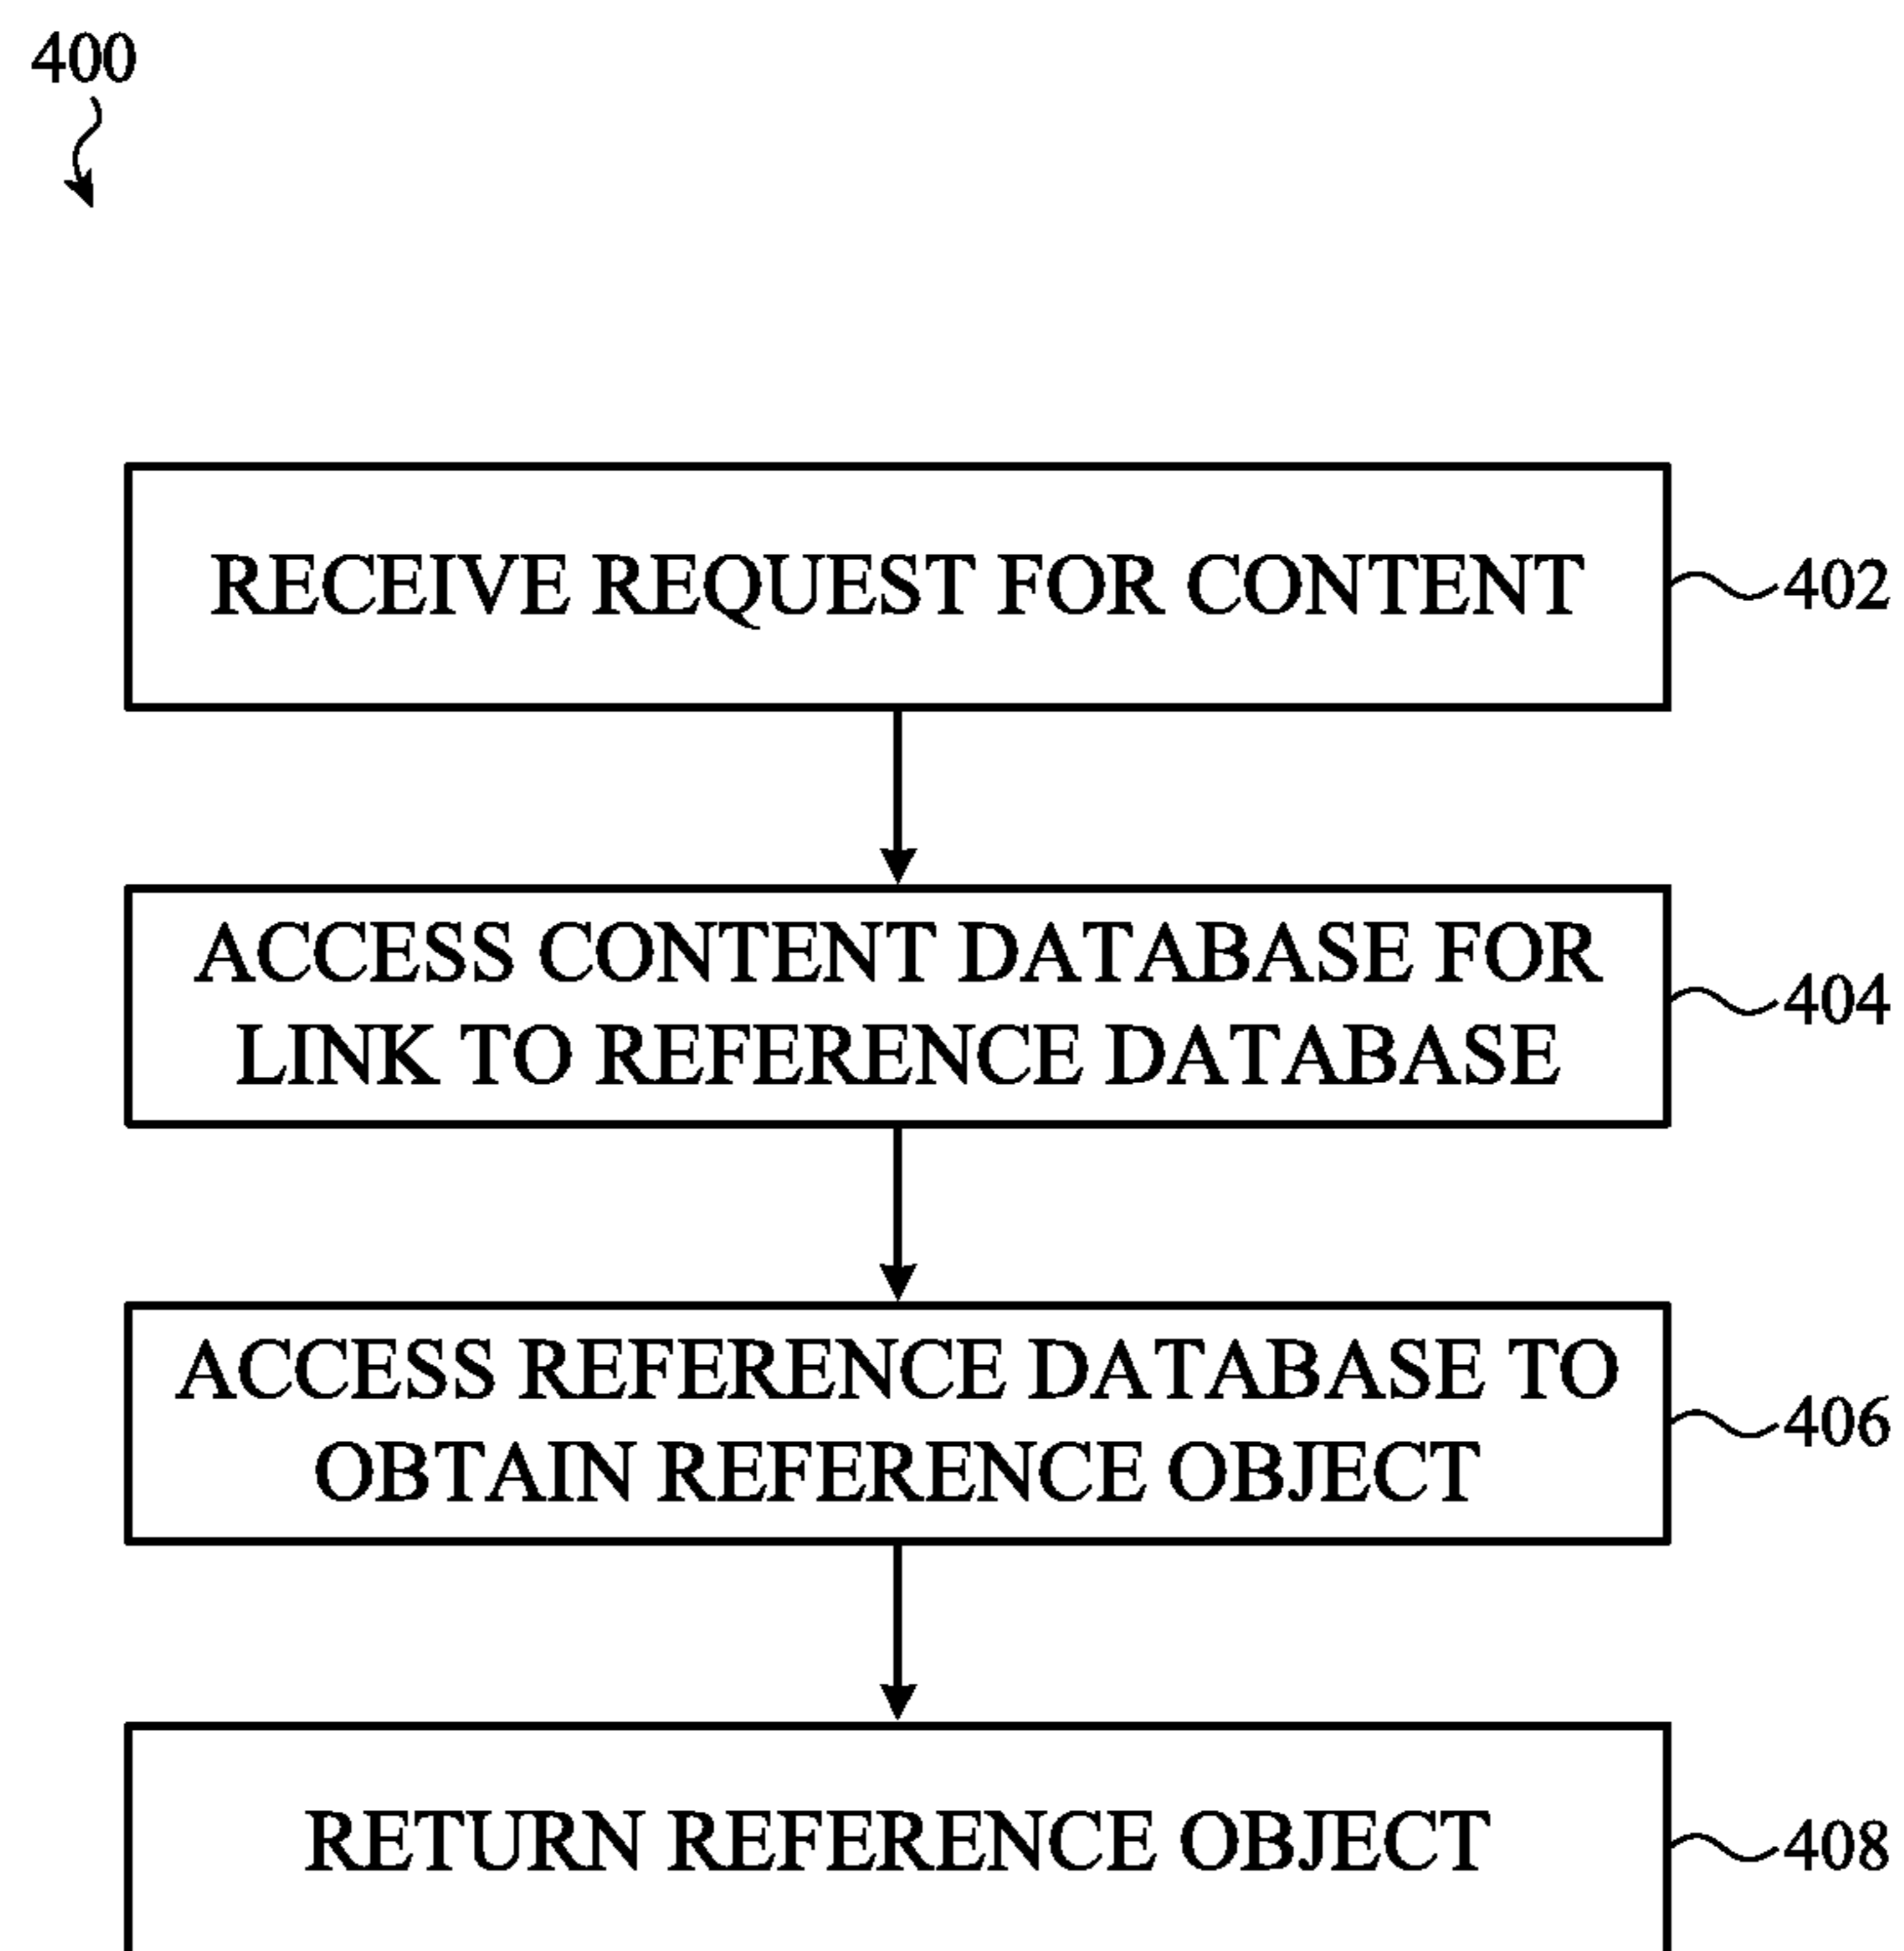 400
RECEIVE REQUEST FOR CONTENT
402
ACCESS CONTENT DATABASE FOR
LINK TO REFERENCE DATABASE
404
ACCESS REFERENCE DATABASE TO
OBTAIN REFERENCE OBJECT
406
RETURN REFERENCE OBJECT
408